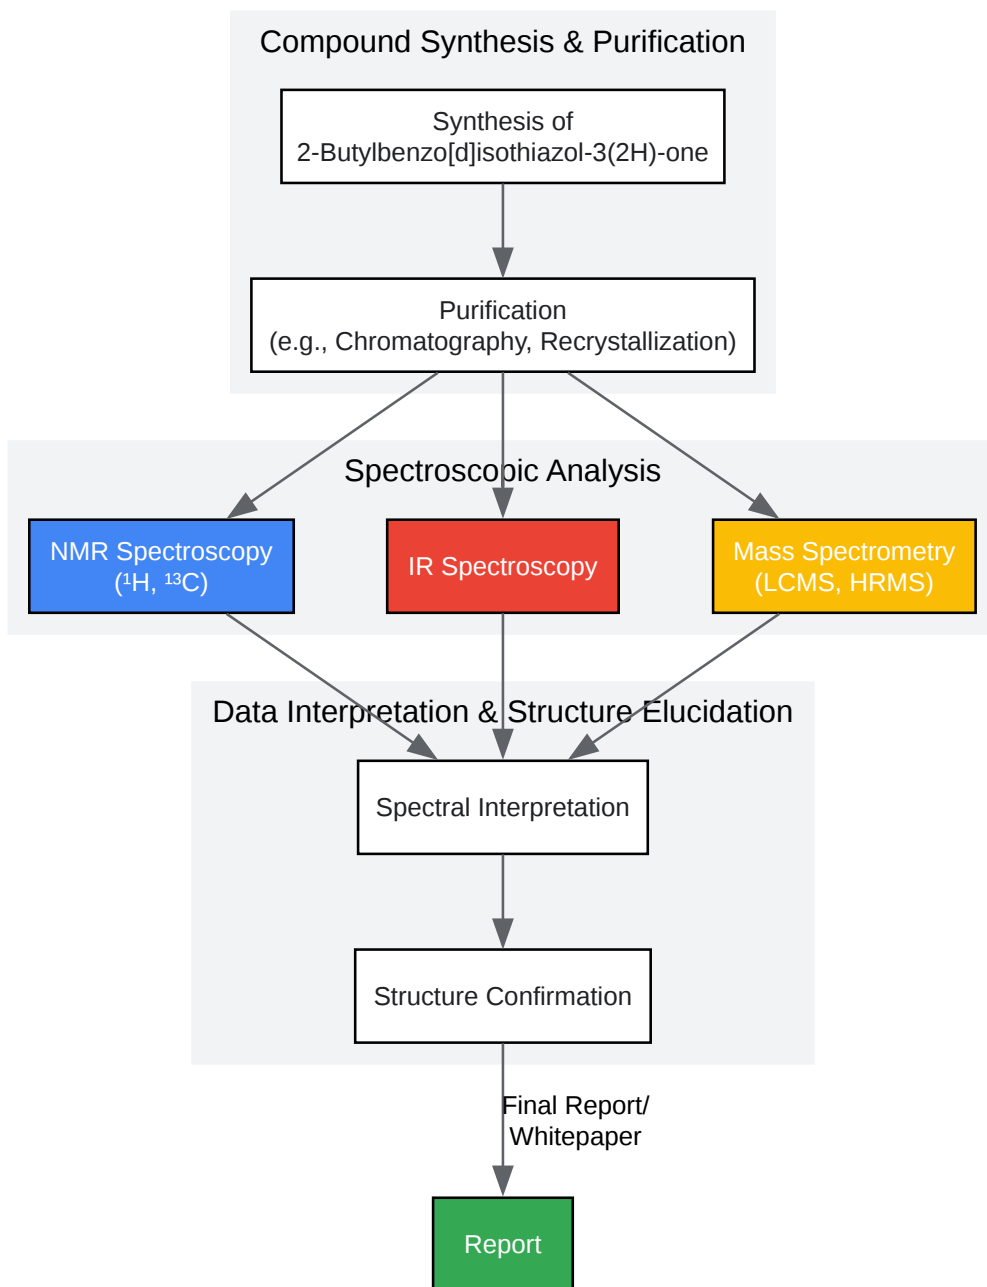 Compound Synthesis & Purification
Synthesis of
2-Butylbenzo[d]isothiazol-3(2H)-one
Purification
(e.g., Chromatography, Recrystallization)
Spectroscopic Analysis
NMR Spectroscopy
(¹H, ¹³C)
IR Spectroscopy
Mass Spectrometry
(LCMS, HRMS)
Data Interpretation & Structure Elucidation
Spectral Interpretation
Structure Confirmation
Final Report/
Whitepaper
Report